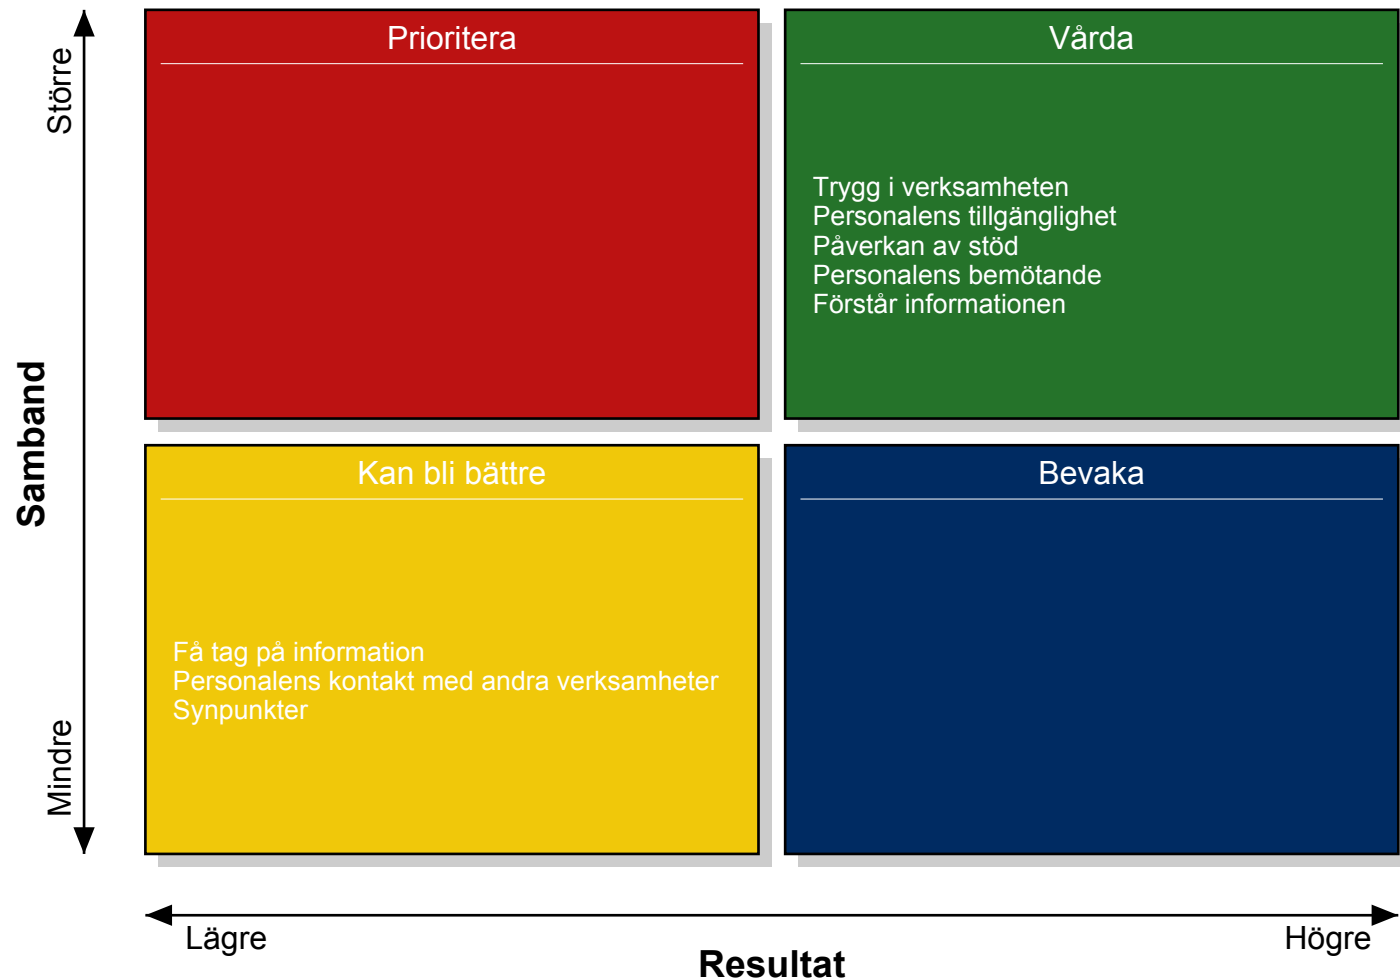 Prioritera
Vårda
Större
Trygg i verksamheten
Personalens tillgänglighet
Påverkan av stöd
Personalens bemötande
Förstår informationen
Samband
Kan bli bättre
Bevaka
Få tag på information
Personalens kontakt med andra verksamheter
Synpunkter
Mindre
Lägre
Högre
Resultat